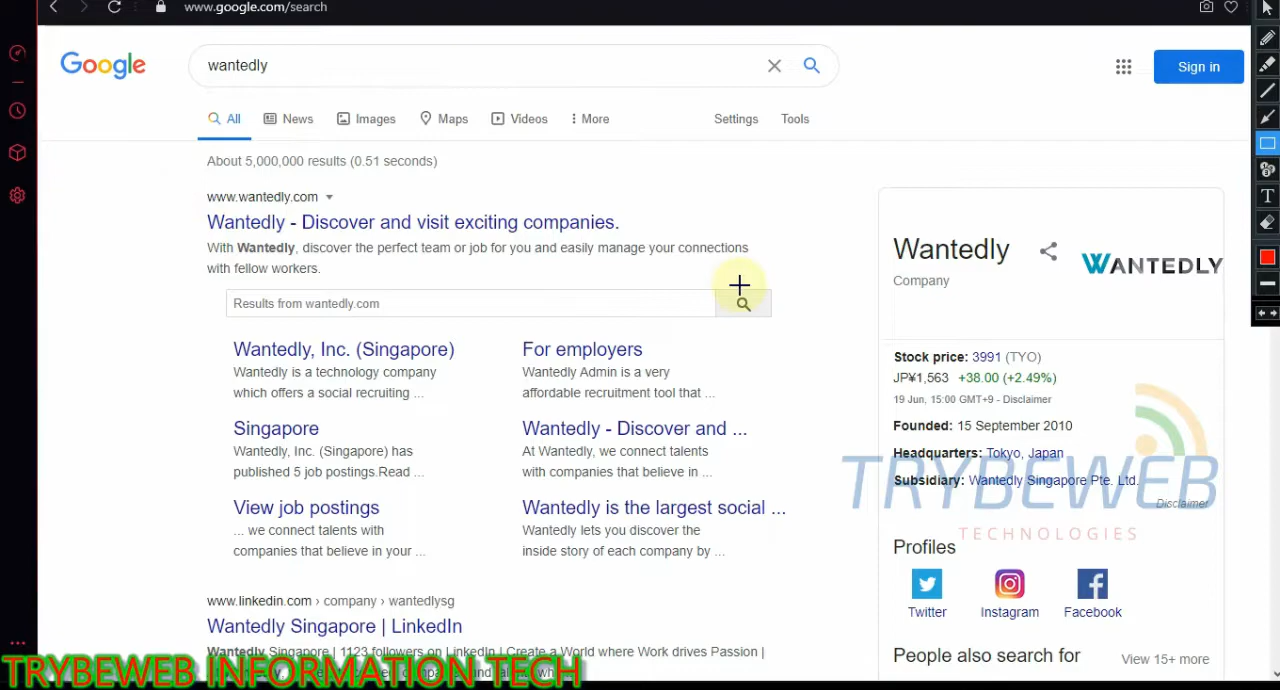 www.google.com/search
Google
wantedly
Sign in
All
News
Images
Maps
Videos
More
Settings
Tools
About 5,000,000 results (0.51 seconds)
www.wantedly.com
Wantedly - Discover and visit exciting companies.
With Wantedly, discover the perfect team or job for you and easily manage your connections
with fellow workers.
Results from wantedly.com
Wantedly, Inc. (Singapore)
Wantedly is a technology company
which offers a social recruiting ...
For employers
Wantedly Admin is a very
affordable recruitment tool that ...
Singapore
Wantedly, Inc. (Singapore) has
published 5 job postings.Read ...
Wantedly - Discover and ...
At Wantedly, we connect talents
with companies that believe in ...
View job postings
... we connect talents with
companies that believe in your ...
Wantedly is the largest social ...
Wantedly lets you discover the
inside story of each company by ...
www.linkedin.com › company › wantedlysg
Wantedly Singapore | LinkedIn
Wantedly Singapore | 1123 followers on LinkedIn | Create a World where Work drives Passion |
Wantedly
Company
WANTEDLY
Stock price: 3991 (TYO)
JP¥1,563 +38.00 (+2.49%)
19 Jun, 15:00 GMT+9 - Disclaimer
Founded: 15 September 2010
Headquarters: Tokyo, Japan
Subsidiary: Wantedly Singapore Pte. Ltd.
Disclaimer
TRYBEWEB
TECHNOLOGIES
Profiles
Twitter
Instagram
Facebook
People also search for
View 15+ more
TRYBEWEB INFORMATION TECH